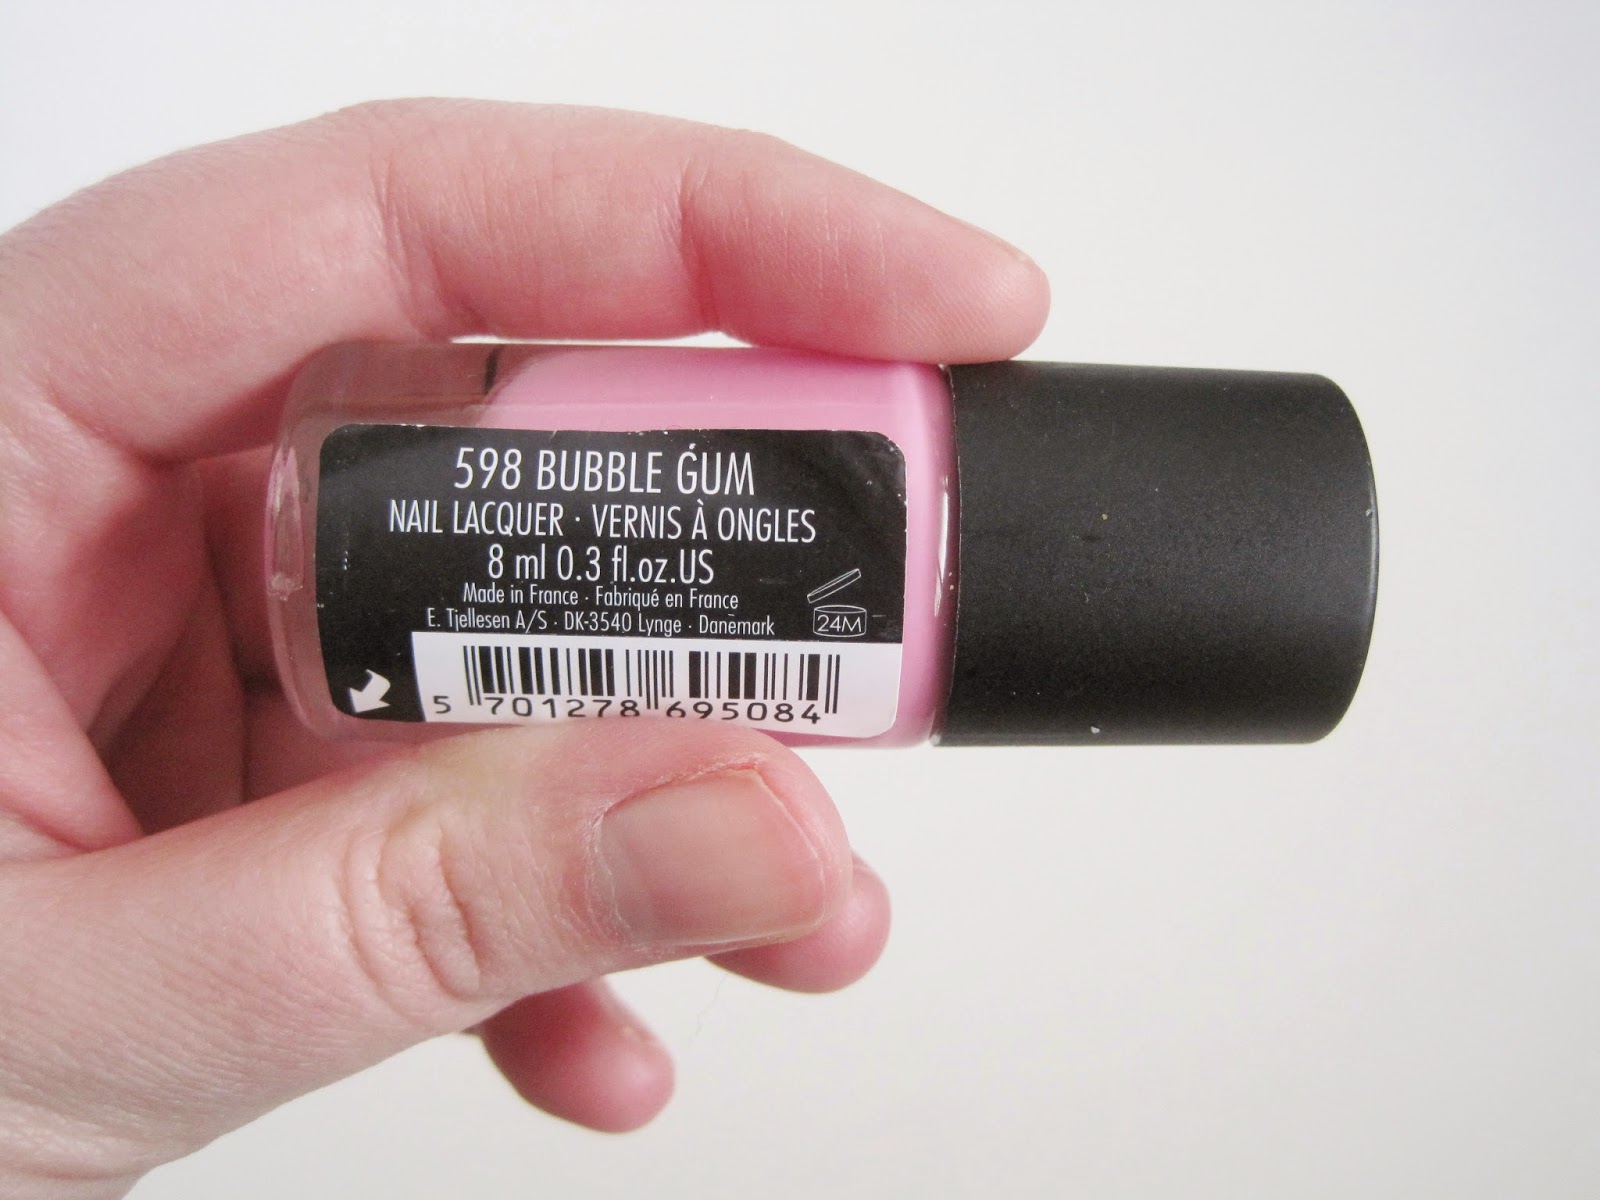 598 BUBBLE GUM
NAIL LACQUER · VERNIS À ONGLES
8 ml 0.3 fl.oz.US
Made in France · Fabriqué en France
E. Tjellesen A/S · DK-3540 Lynge · Danemark
24M
5 701278 695084